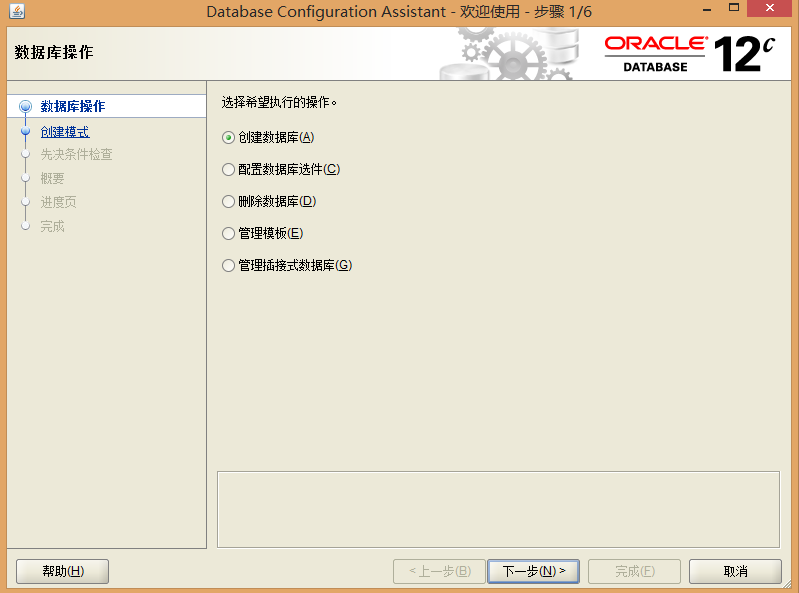 Database Configuration Assistant - 欢迎使用 - 步骤 1/6
数据库操作
ORACLE®
DATABASE
12c
数据库操作
创建模式
先决条件检查
概要
进度页
完成
选择希望执行的操作。
创建数据库(A)
配置数据库选件(C)
删除数据库(D)
管理模板(E)
管理插接式数据库(G)
帮助(H)
< 上一步(B)
下一步(N) >
完成(F)
取消